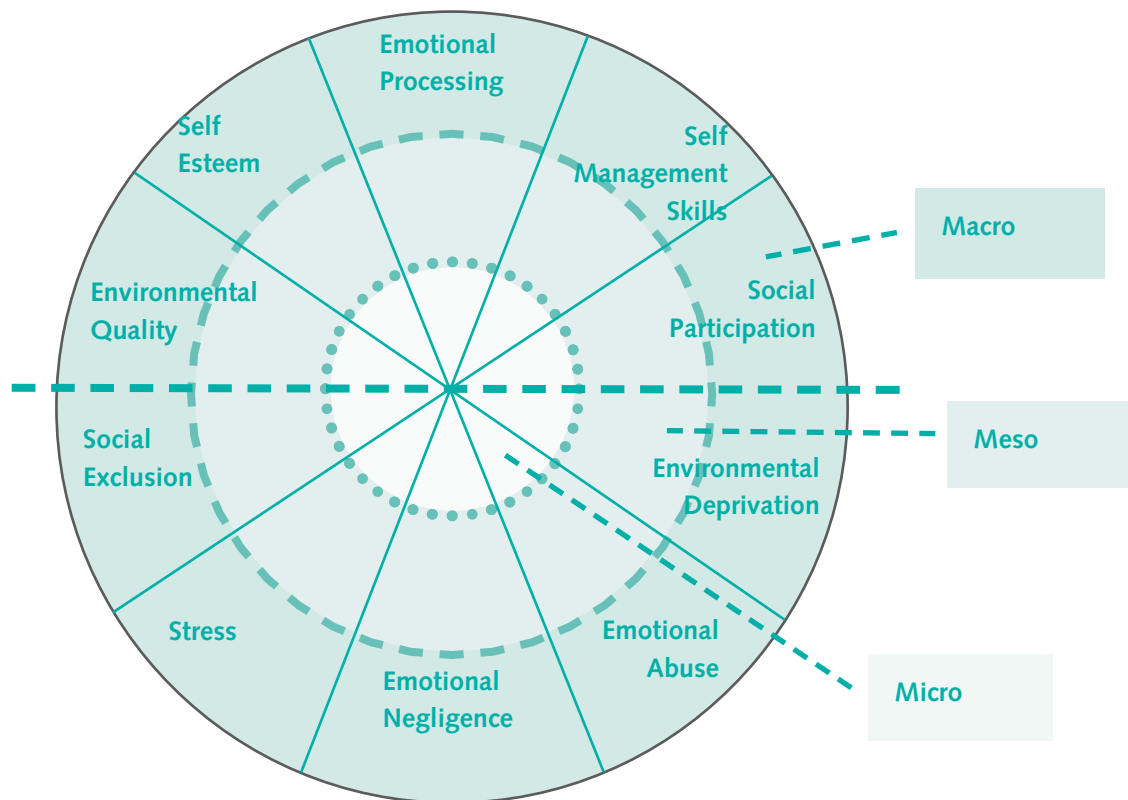 Emotional
Processing
Self
Esteem
Self
Management
Skills
Macro
Environmental
Quality
Social
Participation
Social
Exclusion
Meso
Environmental
Deprivation
Stress
Emotional
Abuse
Emotional
Negligence
Micro